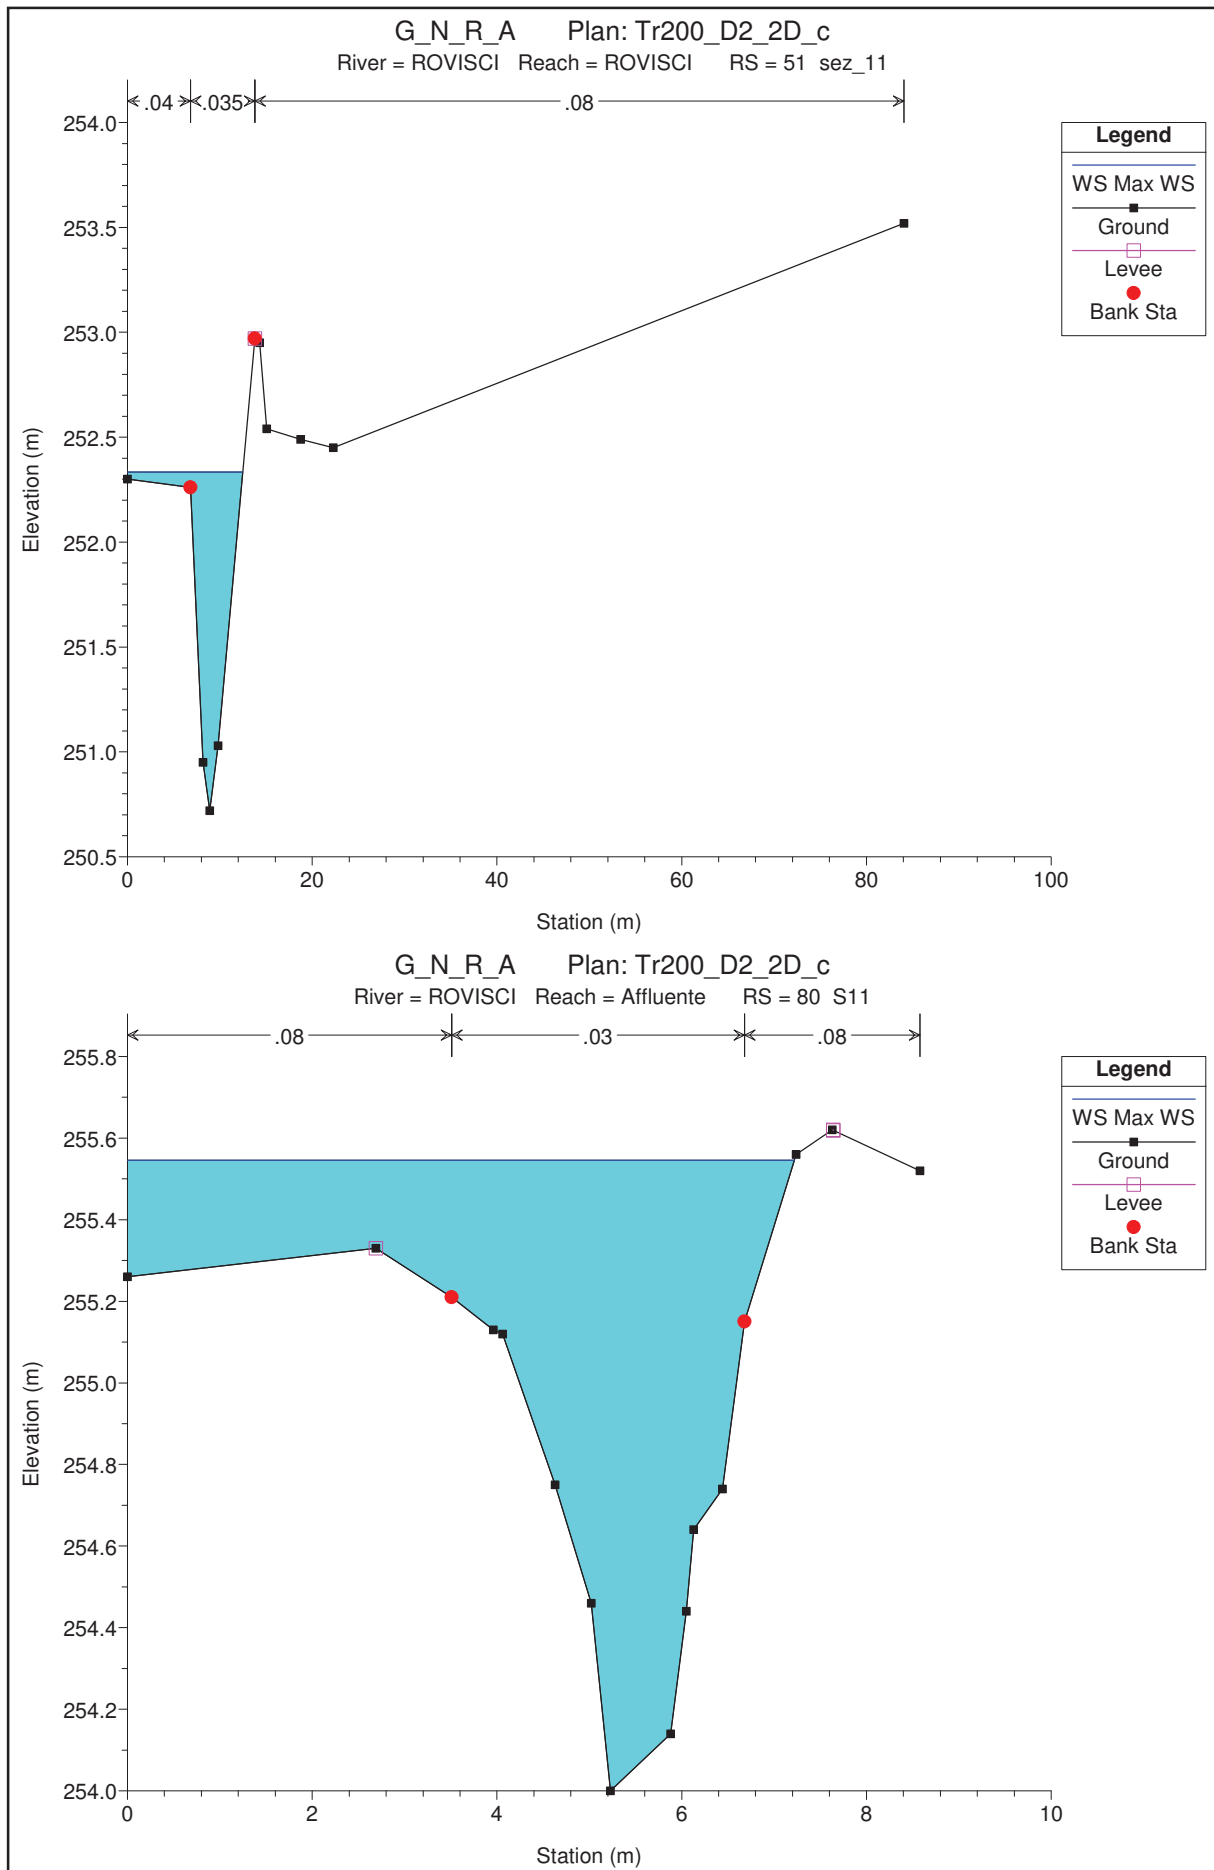 G_N_R_A Plan: Tr200_D2_2D_c
River = ROVISCI Reach = ROVISCI RS = 51 sez_11
.04 .035 .08
Legend
WS Max WS
Ground
Levee
Bank Sta
254.0
253.5
253.0
252.5
252.0
251.5
251.0
250.5
Elevation (m)
0 20 40 60 80 100
Station (m)
G_N_R_A Plan: Tr200_D2_2D_c
River = ROVISCI Reach = Affluente RS = 80 S11
.08 .03 .08
Legend
WS Max WS
Ground
Levee
Bank Sta
255.8
255.6
255.4
255.2
255.0
254.8
254.6
254.4
254.2
254.0
Elevation (m)
0 2 4 6 8 10
Station (m)